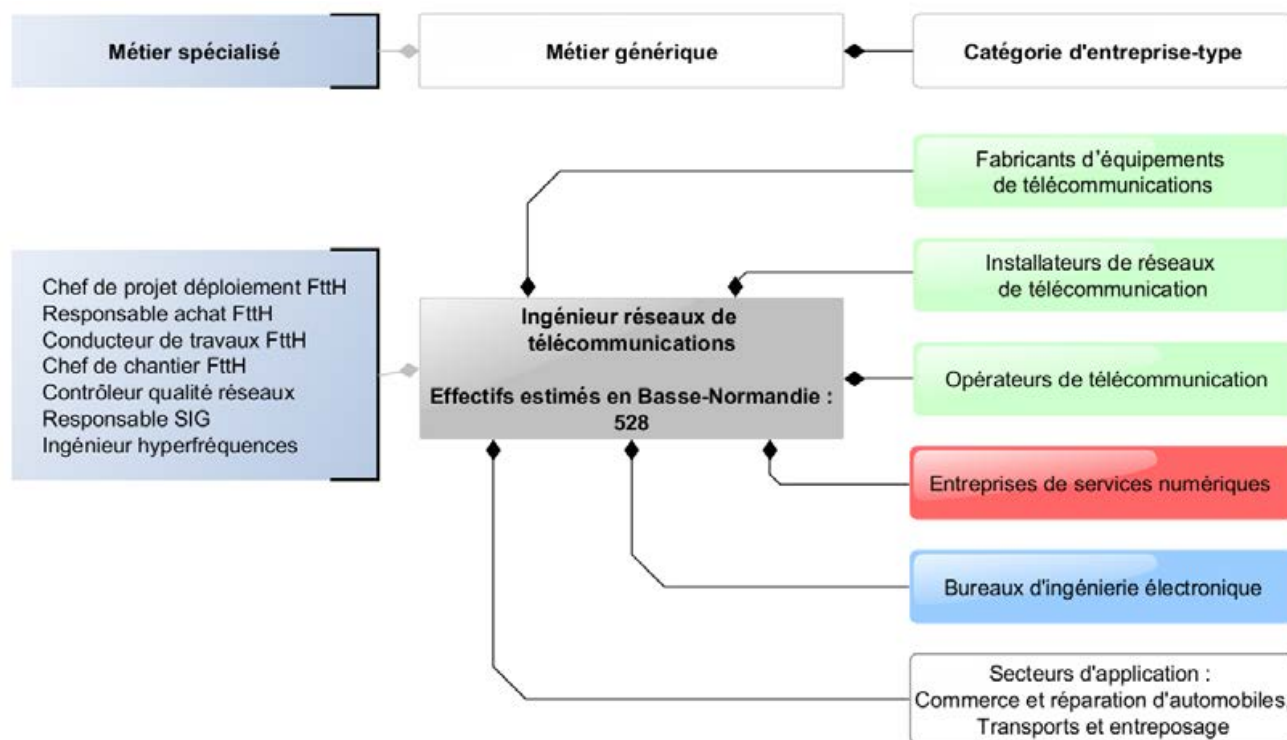 Métier spécialisé
Métier générique
Catégorie d'entreprise-type
Fabricants d’équipements
de télécommunications
Installateurs de réseaux
de télécommunication
Opérateurs de télécommunication
Entreprises de services numériques
Bureaux d'ingénierie électronique
Secteurs d'application :
Commerce et réparation d'automobiles,
Transports et entreposage
Chef de projet déploiement FttH
Responsable achat FttH
Conducteur de travaux FttH
Chef de chantier FttH
Contrôleur qualité réseaux
Responsable SIG
Ingénieur hyperfréquences
Ingénieur réseaux de
télécommunications
Effectifs estimés en Basse-Normandie :
528